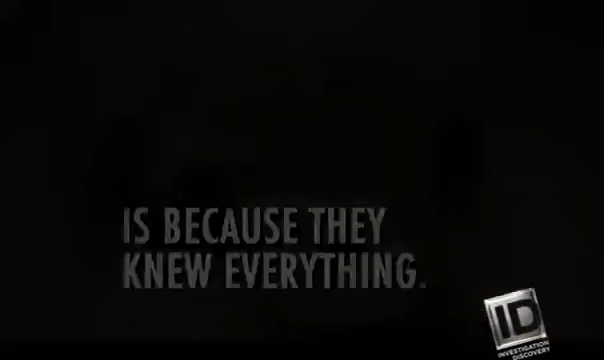 IS BECAUSE THEY
KNEW EVERYTHING.
ID
INVESTIGATION
DISCOVERY